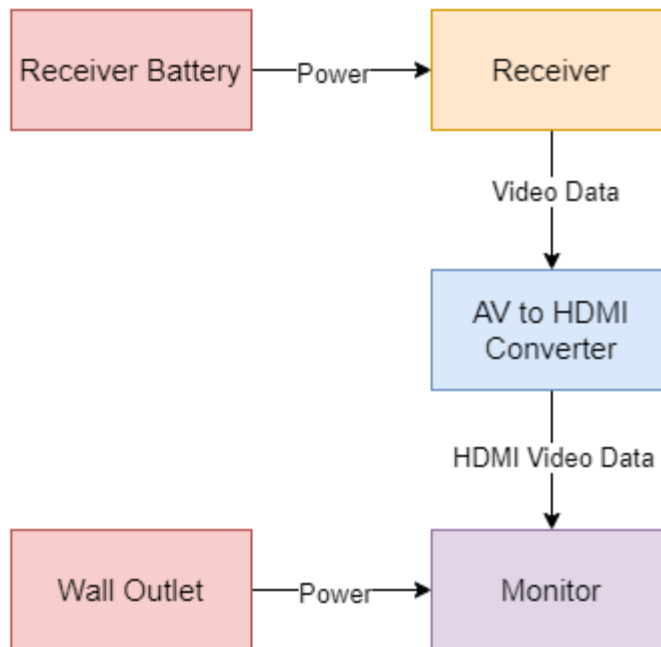 Receiver Battery
Power
Receiver
Video Data
AV to HDMI
Converter
HDMI Video Data
Wall Outlet
Power
Monitor